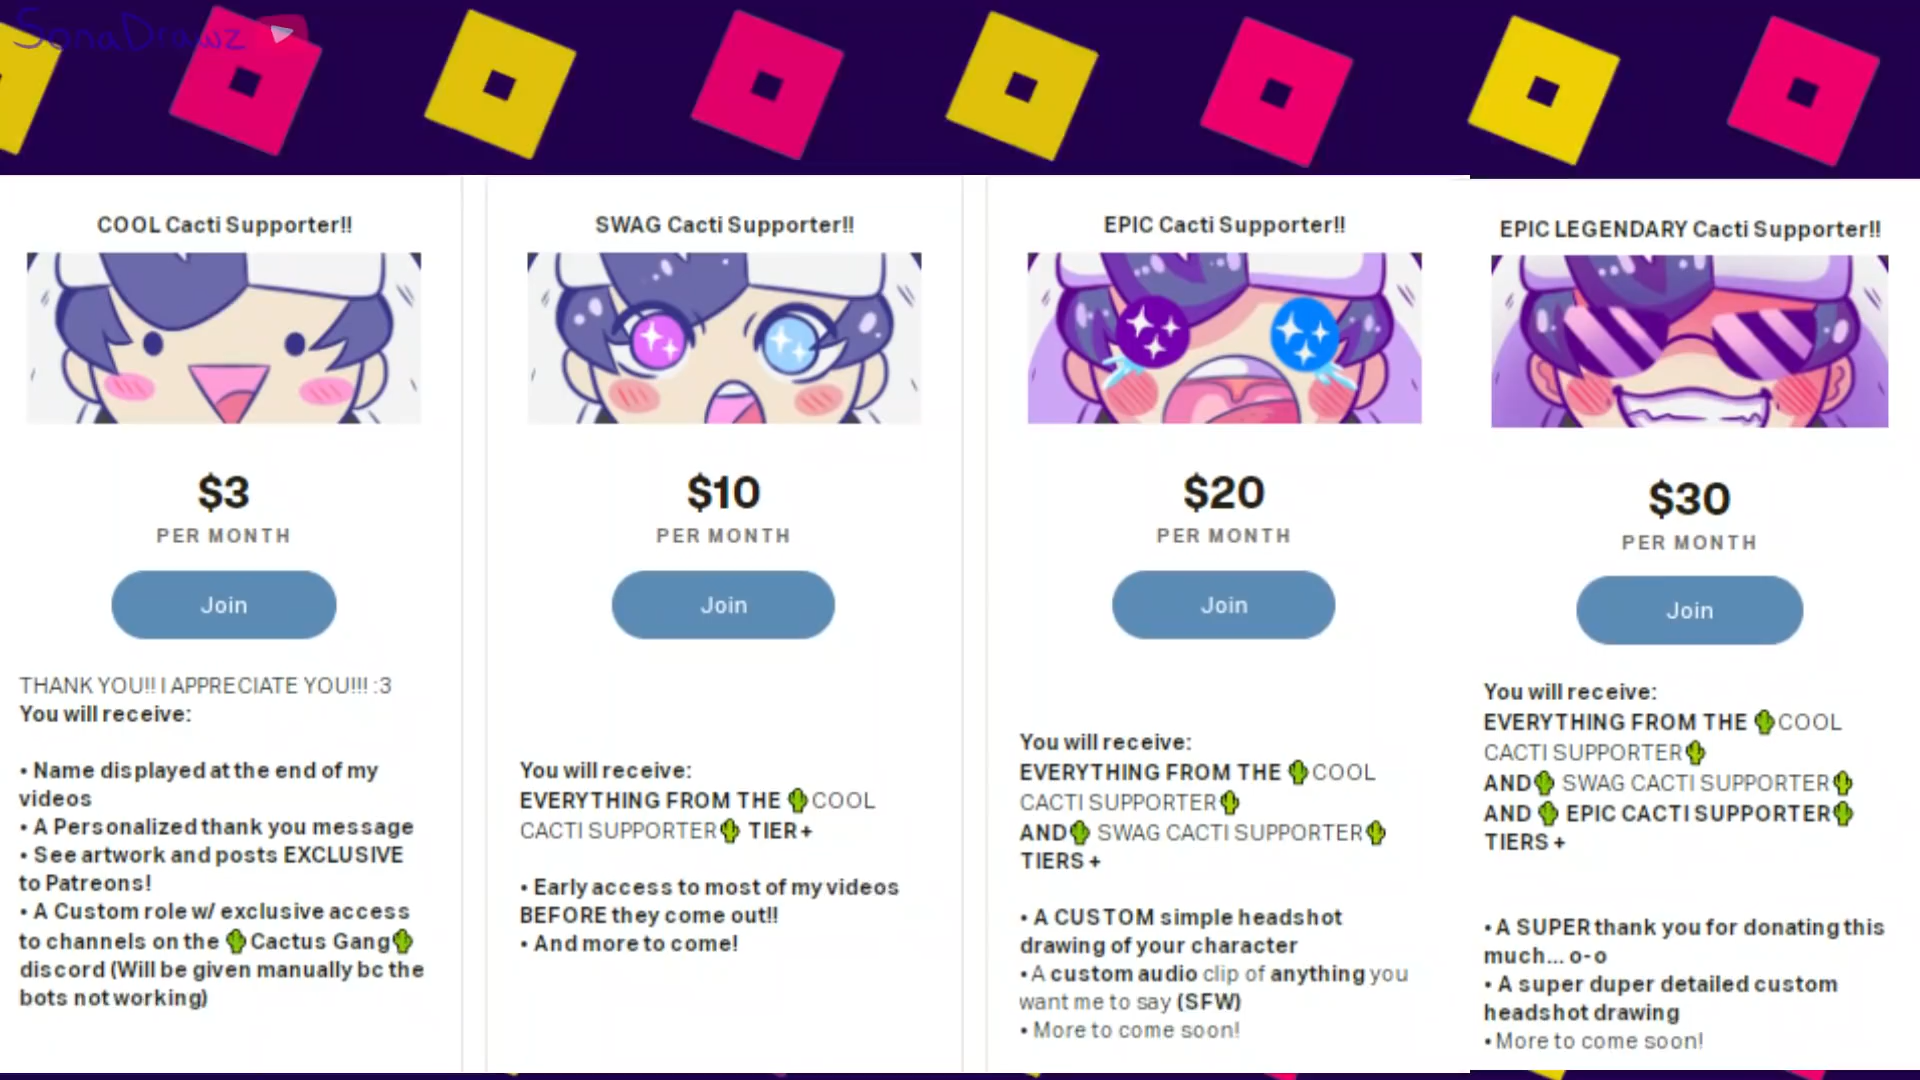 SonaDrawz
COOL Cacti Supporter!!
$3
PER MONTH
Join
THANK YOU!! I APPRECIATE YOU!!! :3
You will receive:
• Name displayed at the end of my
videos
• A Personalized thank you message
• See artwork and posts EXCLUSIVE
to Patreons!
• A Custom role w/ exclusive access
to channels on the 🌵Cactus Gang🌵
discord (Will be given manually bc the
bots not working)
SWAG Cacti Supporter!!
$10
PER MONTH
Join
You will receive:
EVERYTHING FROM THE 🌵COOL
CACTI SUPPORTER🌵 TIER +
• Early access to most of my videos
BEFORE they come out!!
• And more to come!
EPIC Cacti Supporter!!
$20
PER MONTH
Join
You will receive:
EVERYTHING FROM THE 🌵COOL
CACTI SUPPORTER🌵
AND🌵 SWAG CACTI SUPPORTER🌵
TIERS +
• A CUSTOM simple headshot
drawing of your character
• A custom audio clip of anything you
want me to say (SFW)
• More to come soon!
EPIC LEGENDARY Cacti Supporter!!
$30
PER MONTH
Join
You will receive:
EVERYTHING FROM THE 🌵COOL
CACTI SUPPORTER🌵
AND🌵 SWAG CACTI SUPPORTER🌵
AND 🌵 EPIC CACTI SUPPORTER🌵
TIERS +
• A SUPER thank you for donating this
much... o-o
• A super duper detailed custom
headshot drawing
• More to come soon!